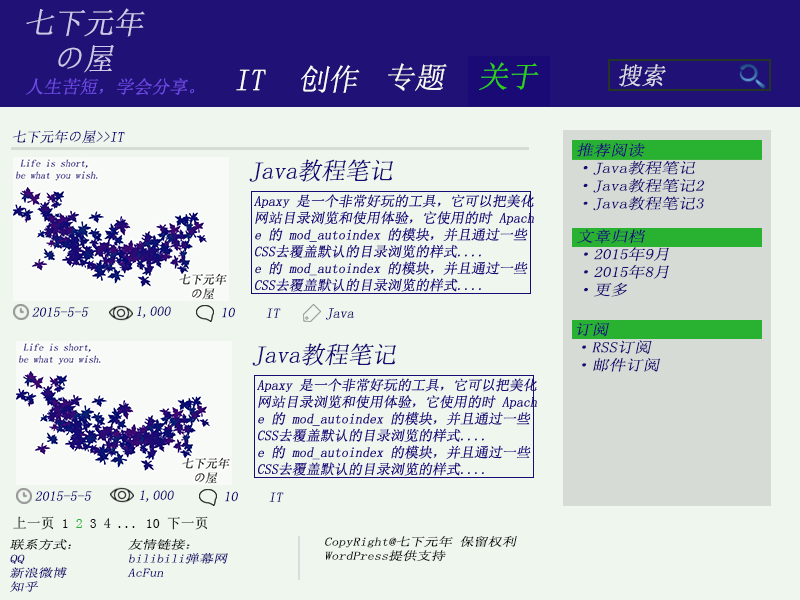 七下元年
の屋
人生苦短，学会分享。
IT 创作 专题 关于
搜索
七下元年の屋>>IT
Life is short,
be what you wish.
七下元年
の屋
Java教程笔记
Apaxy 是一个非常好玩的工具，它可以把美化
网站目录浏览和使用体验，它使用的时 Apach
e 的 mod_autoindex 的模块，并且通过一些
CSS去覆盖默认的目录浏览的样式....
e 的 mod_autoindex 的模块，并且通过一些
CSS去覆盖默认的目录浏览的样式....
2015-5-5 1,000 10 IT Java
Life is short,
be what you wish.
七下元年
の屋
Java教程笔记
Apaxy 是一个非常好玩的工具，它可以把美化
网站目录浏览和使用体验，它使用的时 Apach
e 的 mod_autoindex 的模块，并且通过一些
CSS去覆盖默认的目录浏览的样式....
e 的 mod_autoindex 的模块，并且通过一些
CSS去覆盖默认的目录浏览的样式....
2015-5-5 1,000 10 IT
上一页 1 2 3 4 ... 10 下一页
推荐阅读
·Java教程笔记
·Java教程笔记2
·Java教程笔记3
文章归档
·2015年9月
·2015年8月
·更多
订阅
·RSS订阅
·邮件订阅
联系方式：
QQ
新浪微博
知乎
友情链接：
bilibili弹幕网
AcFun
CopyRight@七下元年 保留权利
WordPress提供支持